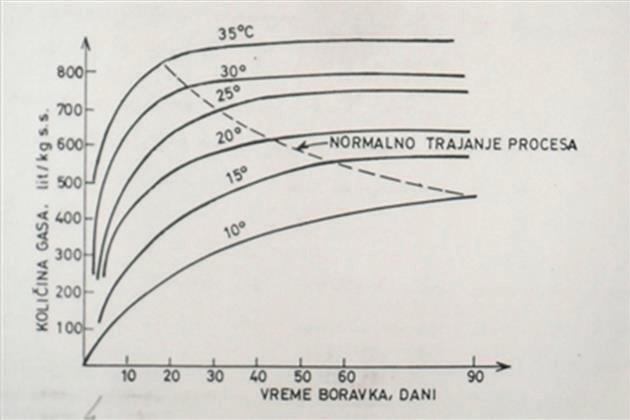 35°C
30°
25°
20°
15°
10°
NORMALNO TRAJANJE PROCESA
KOLIČINA GASA, lit/kg s.s.
800
700
600
500
400
300
200
100
10 20 30 40 50 60 90
VREME BORAVKA, DANI